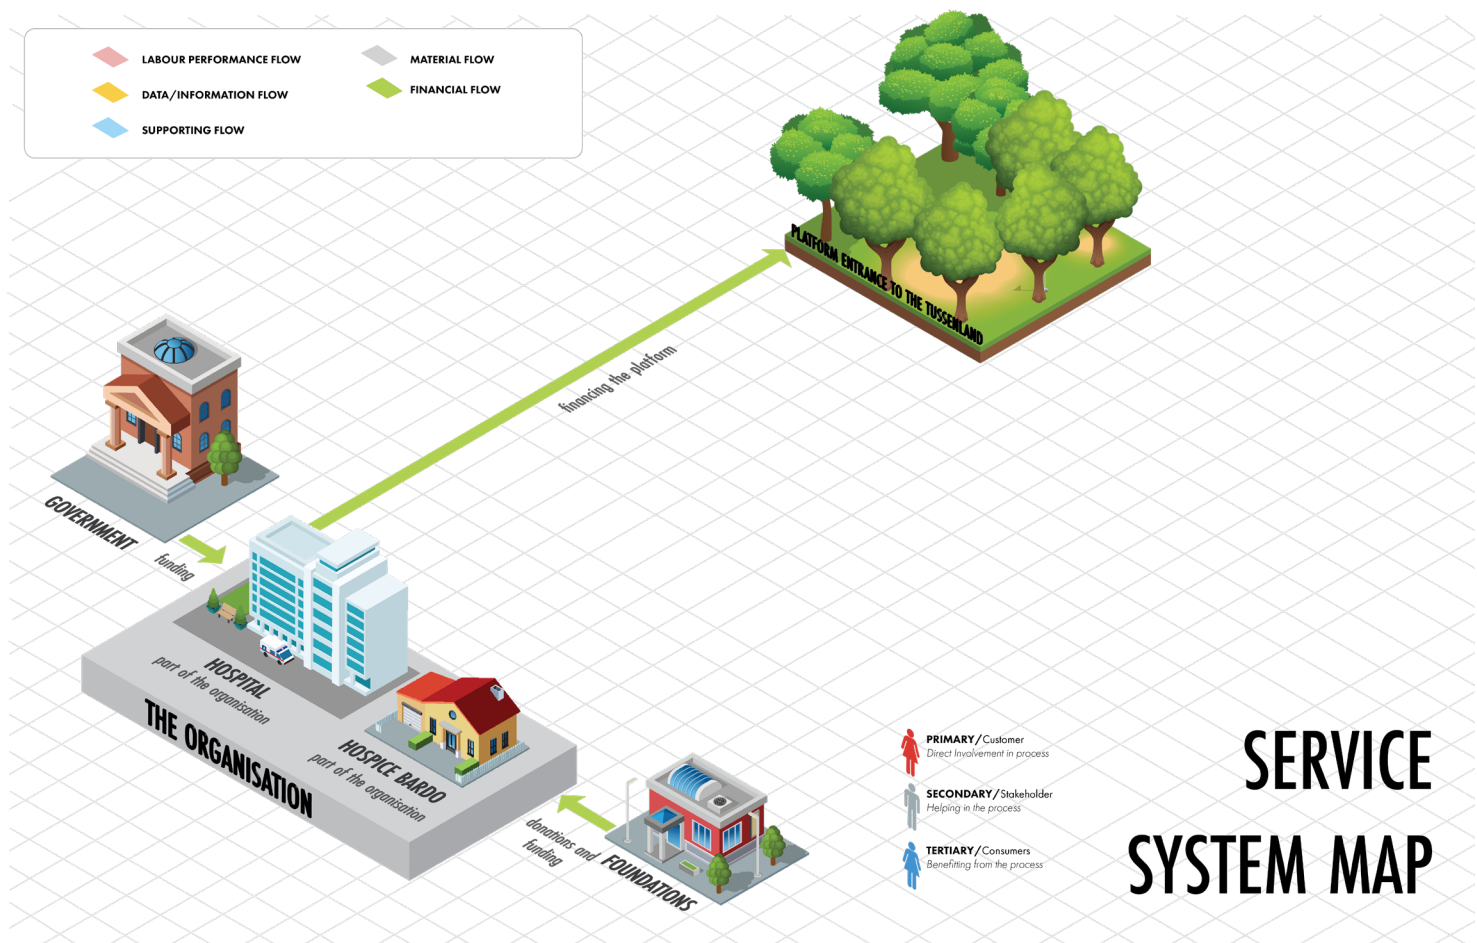 LABOUR PERFORMANCE FLOW
DATA/INFORMATION FLOW
SUPPORTING FLOW
MATERIAL FLOW
FINANCIAL FLOW
PLATFORM ENTRANCE TO THE TUSSENLAND
financing the platform
GOVERNMENT
funding
HOSPITAL
part of the organisation
HOSPICE BARDO
part of the organisation
THE ORGANISATION
donations and
funding
FOUNDATIONS
PRIMARY/Customer
Direct Involvement in process
SECONDARY/Stakeholder
Helping in the process
TERTIARY/Consumers
Benefitting from the process
SERVICE
SYSTEM MAP